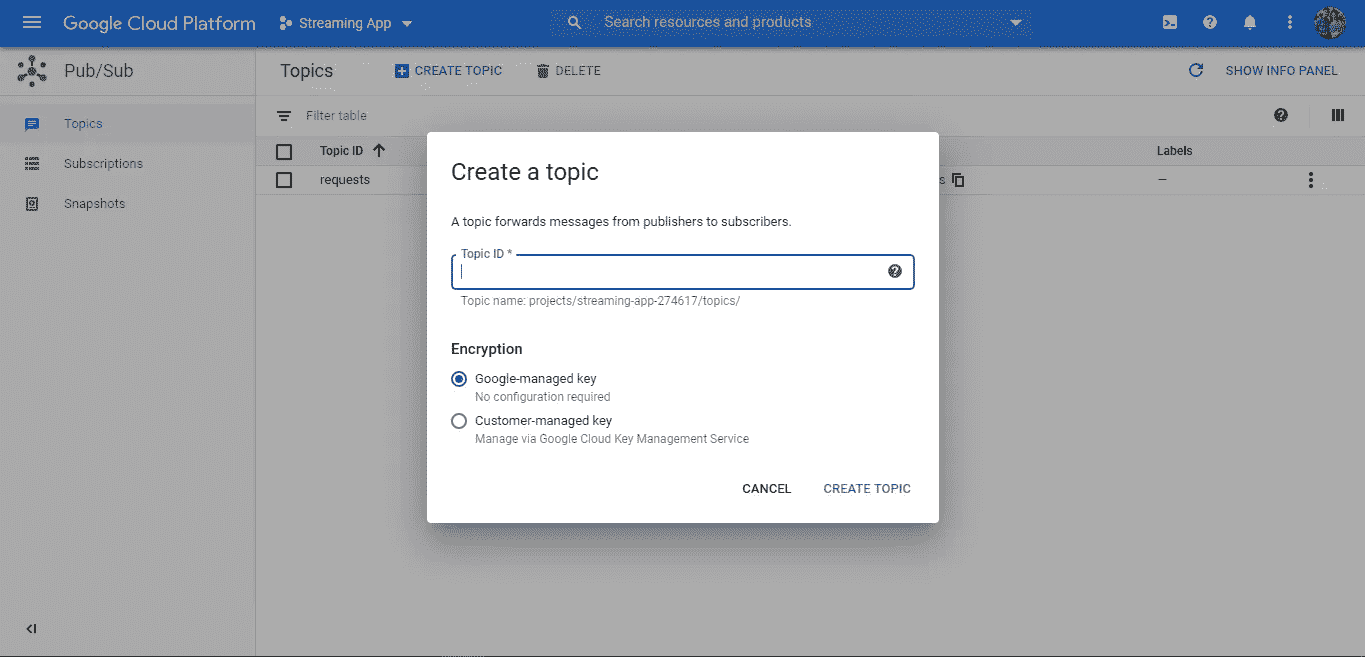 Google Cloud Platform Streaming App Search resources and products
Pub/Sub Topics CREATE TOPIC DELETE SHOW INFO PANEL
Topics
Subscriptions
Snapshots
Filter table
Topic ID Labels
requests s –
Create a topic
A topic forwards messages from publishers to subscribers.
Topic ID *
Topic name: projects/streaming-app-274617/topics/
Encryption
Google-managed key
No configuration required
Customer-managed key
Manage via Google Cloud Key Management Service
CANCEL CREATE TOPIC